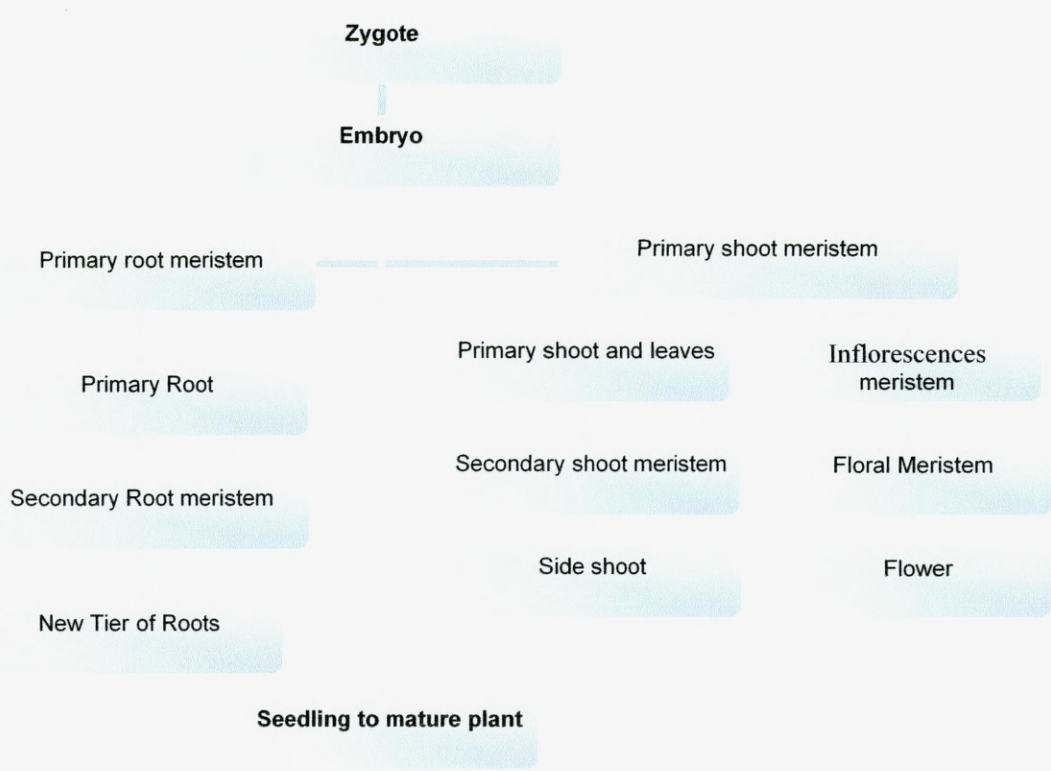 Zygote
Embryo
Primary root meristem
Primary shoot meristem
Primary shoot and leaves
Inflorescences
meristem
Primary Root
Secondary shoot meristem
Floral Meristem
Secondary Root meristem
Side shoot
Flower
New Tier of Roots
Seedling to mature plant